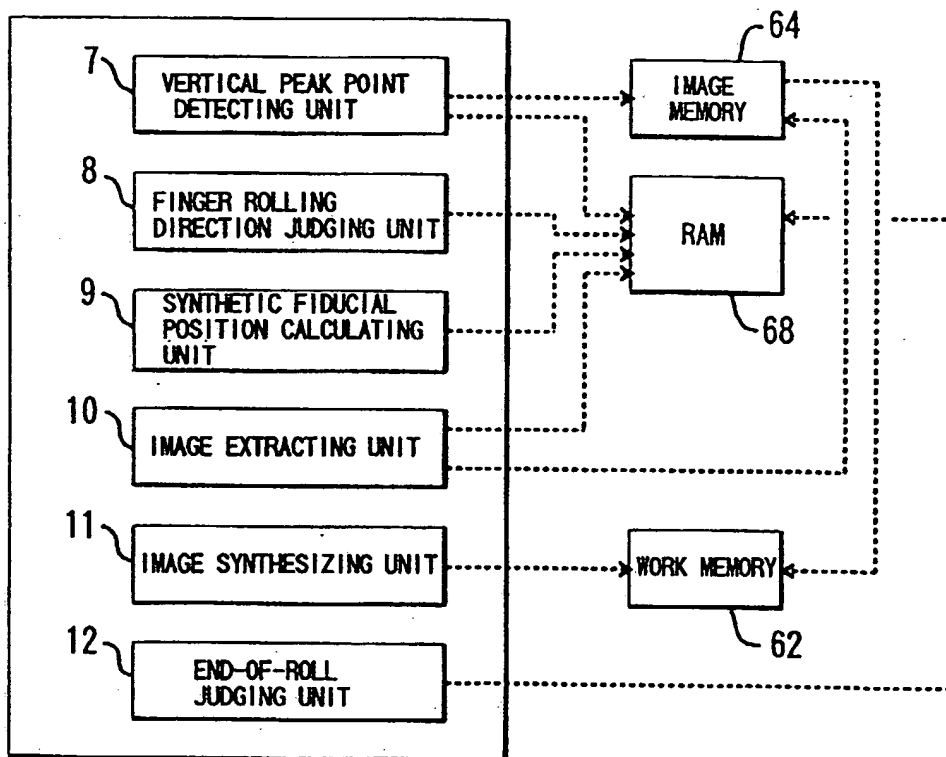 7
VERTICAL PEAK POINT
DETECTING UNIT
8
FINGER ROLLING
DIRECTION JUDGING UNIT
9
SYNTHETIC FIDUCIAL
POSITION CALCULATING
UNIT
10
IMAGE EXTRACTING UNIT
11
IMAGE SYNTHESIZING UNIT
12
END-OF-ROLL
JUDGING UNIT
64
IMAGE
MEMORY
RAM
68
WORK MEMORY
62